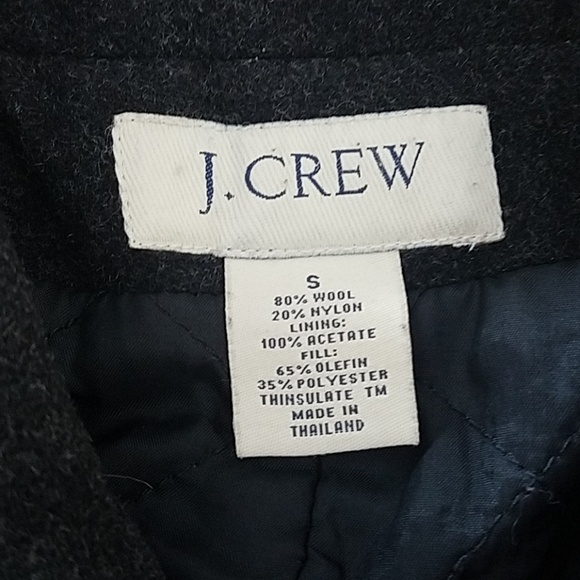 J.CREW
S
80% WOOL
20% NYLON
LINING:
100% ACETATE
FILL:
65% OLEFIN
35% POLYESTER
THINSULATE TM
MADE IN
THAILAND